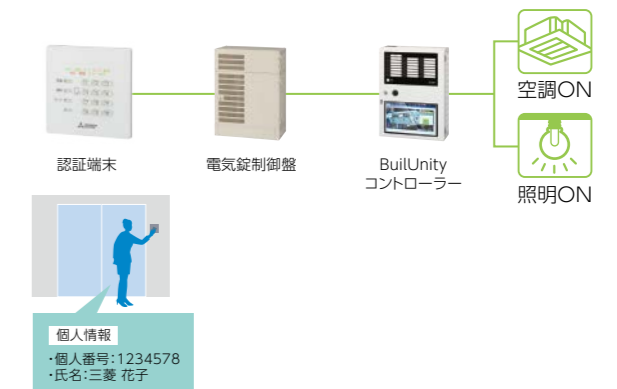 空調ON
認証端末
電気錠制御盤
BuilUnity
コントローラー
照明ON
個人情報
・個人番号:1234578
・氏名:三菱 花子